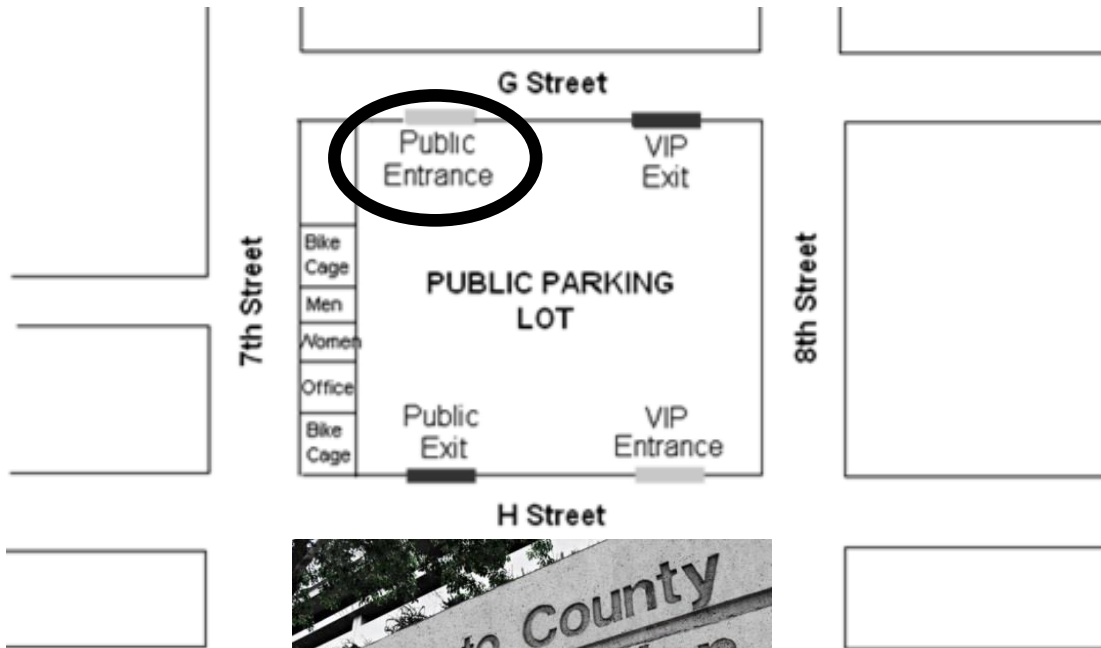 G Street
Public
Entrance
VIP
Exit
Bike
Cage
Men
Women
Office
Bike
Cage
PUBLIC PARKING
LOT
7th Street
8th Street
Public
Exit
VIP
Entrance
H Street
County